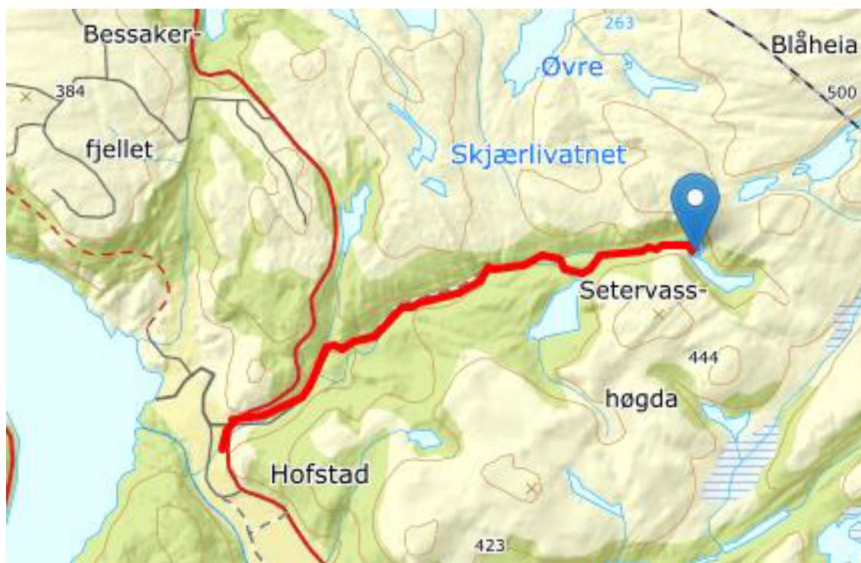 263
Bessaker-
Blåheia
Øvre
384
500
fjellet
Skjærlivatnet
Setervass-
444
høgda
Hofstad
423